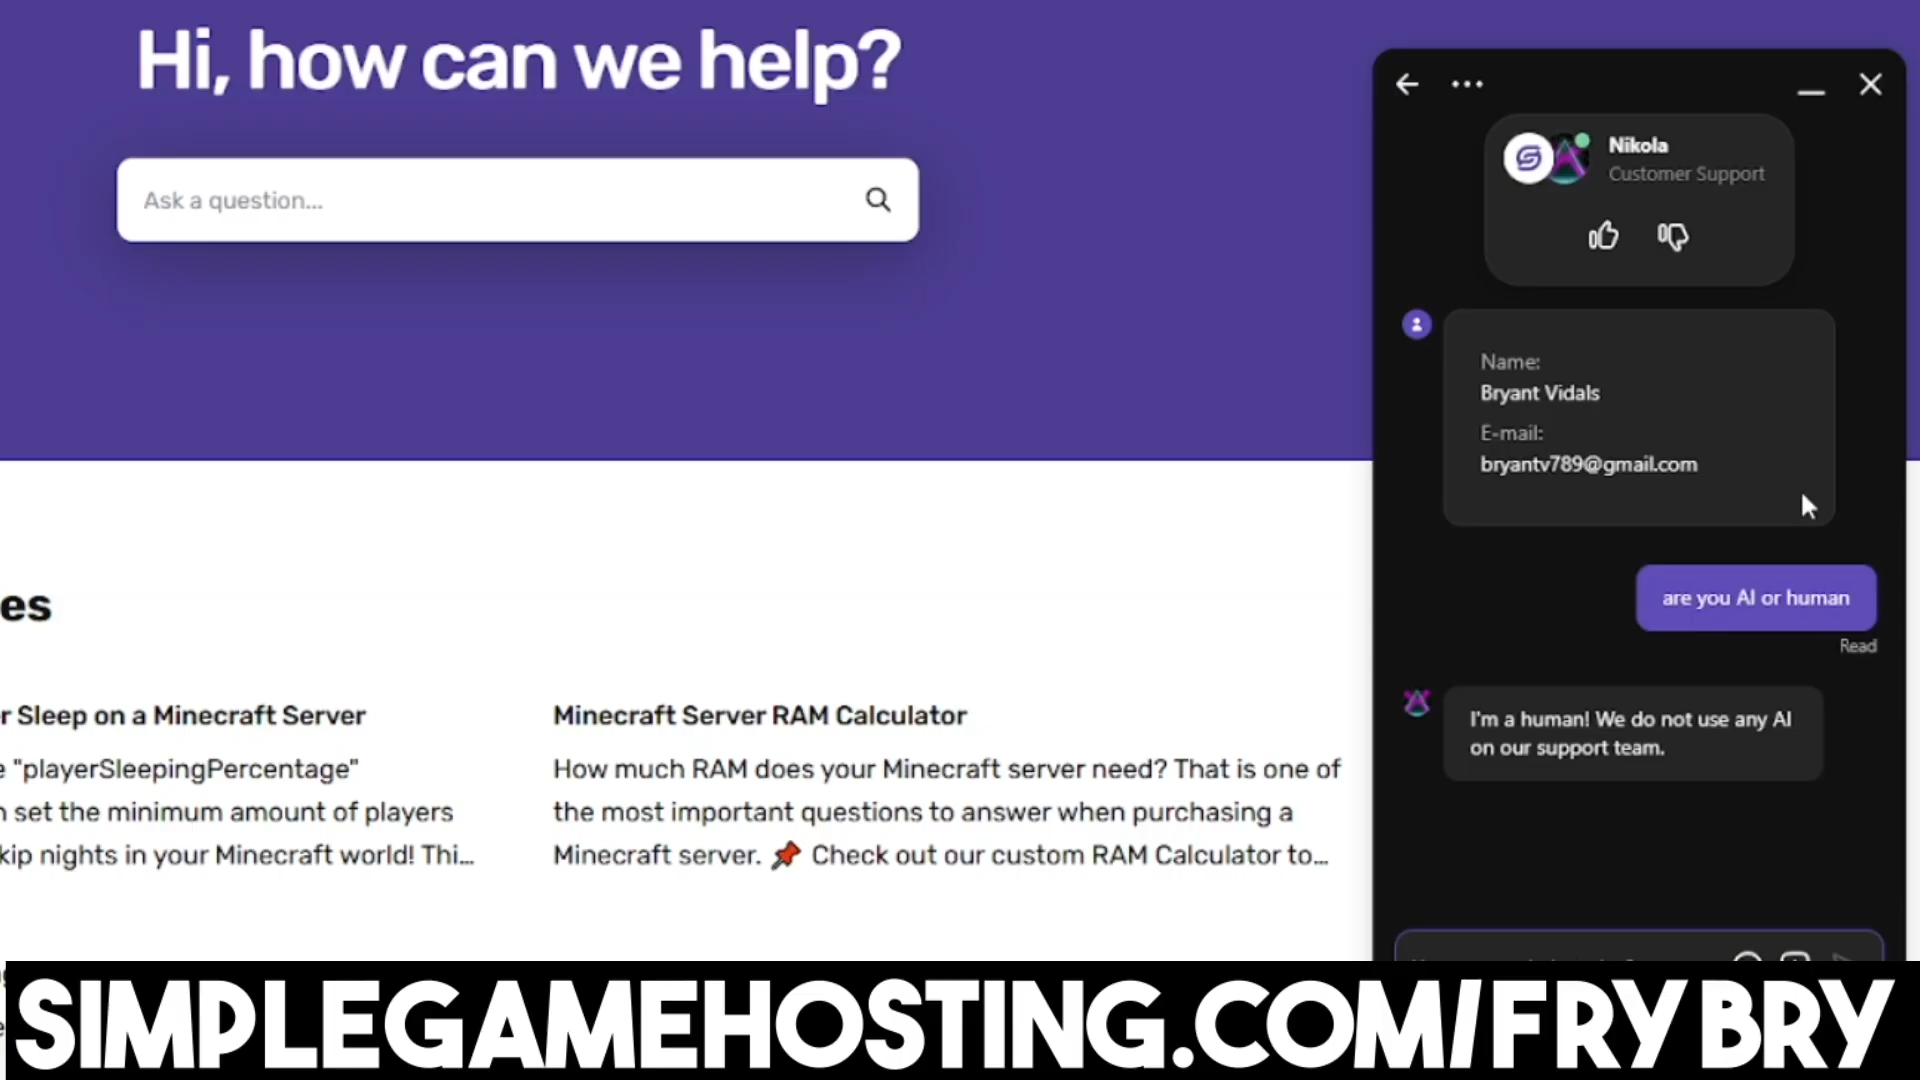 Hi, how can we help?
Ask a question...
es
r Sleep on a Minecraft Server
e "playerSleepingPercentage"
n set the minimum amount of players
kip nights in your Minecraft world! Thi...
Minecraft Server RAM Calculator
How much RAM does your Minecraft server need? That is one of
the most important questions to answer when purchasing a
Minecraft server. 📌 Check out our custom RAM Calculator to...
Nikola
Customer Support
Name:
Bryant Vidals
E-mail:
bryantv789@gmail.com
are you AI or human
Read
I'm a human! We do not use any AI
on our support team.
SIMPLEGAMEHOSTING.COM/FRYBRY